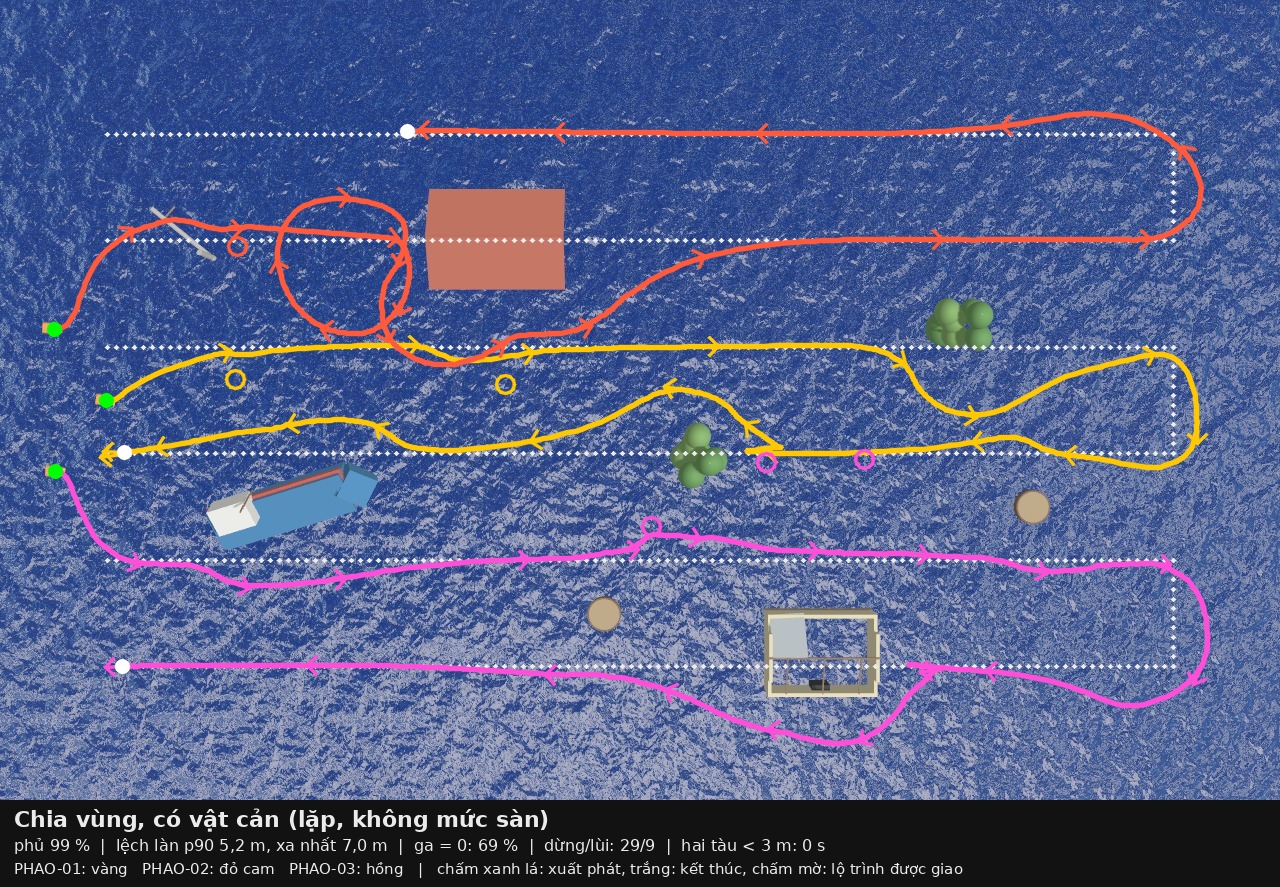 Chia vùng, có vật cản (lặp, không mức sàn)
phủ 99 %  |  lệch làn p90 5,2 m, xa nhất 7,0 m  |  ga = 0: 69 %  |  dừng/lùi: 29/9  |  hai tàu < 3 m: 0 s
PHAO-01: vàng   PHAO-02: đỏ cam   PHAO-03: hồng   |   chấm xanh lá: xuất phát, trắng: kết thúc, chấm mờ: lộ trình được giao